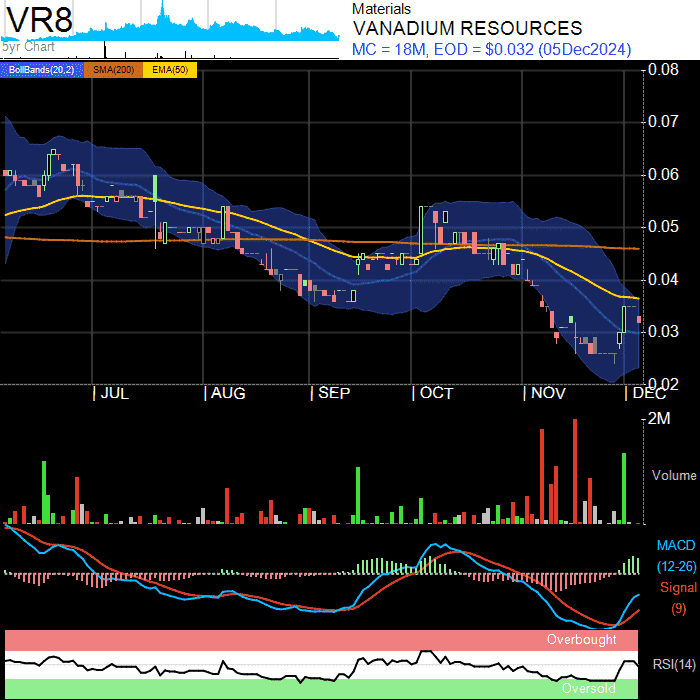 VR8
5yr Chart
Materials
VANADIUM RESOURCES
MC = 18M, EOD = $0.032 (05Dec2024)
BollBands(20,2) SMA(200) EMA(50)
0.08
0.07
0.06
0.05
0.04
0.03
0.02
JUL AUG SEP OCT NOV DEC
2M
Volume
MACD
(12-26)
Signal
(9)
Overbought
RSI(14)
Oversold